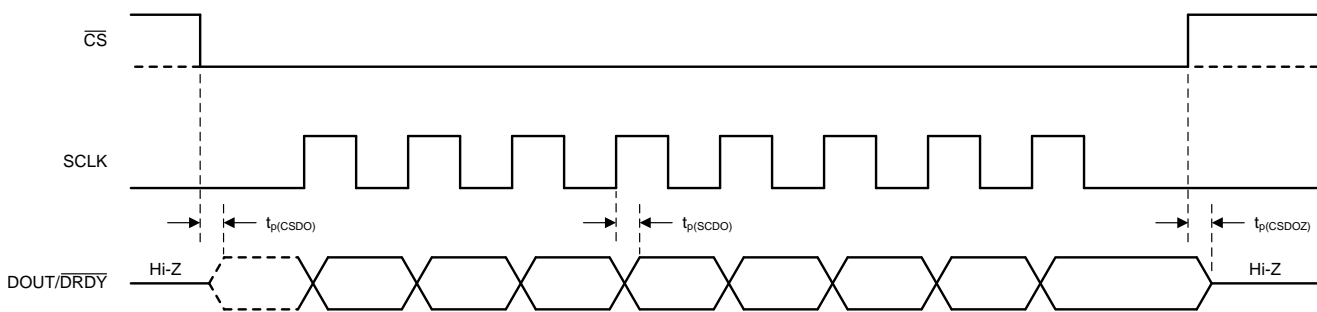 CS
SCLK
tp(CSDO)
tp(SCDO)
tp(CSDOZ)
DOUT/DRDY
Hi-Z
Hi-Z